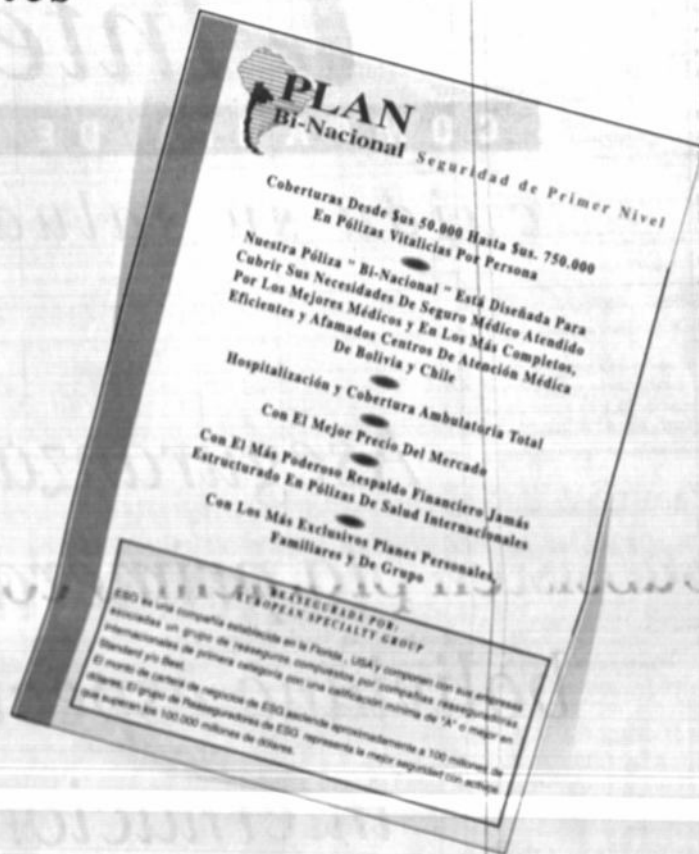 PLAN
Bi-Nacional Seguridad de Primer Nivel
Coberturas Desde $us 50.000 Hasta $us. 750.000
En Pólizas Vitalicias Por Persona
Nuestra Póliza " Bi-Nacional " Está Diseñada Para
Cubrir Sus Necesidades De Seguro Médico Atendido
Por Los Mejores Médicos y En Los Más Completos,
Eficientes y Afamados Centros De Atención Médica
De Bolivia y Chile
Hospitalización y Cobertura Ambulatoria Total
Con El Mejor Precio Del Mercado
Con El Más Poderoso Respaldo Financiero Jamás
Estructurado En Pólizas De Salud Internacionales
Con Los Más Exclusivos Planes Personales,
Familiares y De Grupo
REASEGURADA POR:
EUROPEAN SPECIALTY GROUP
ESG es una compañía establecida en la Florida , USA y componen con sus empresas
asociadas un grupo de reaseguros compuestos por compañías reaseguradoras
internacionales de primera categoría con una calificación mínima de "A" o mejor en
Standard y/o Best.
El monto de cartera de negocios de ESG asciende aproximadamente a 100 millones de
dólares. El grupo de Reaseguradores de ESG representa la mejor seguridad con activos
que superan los 100.000 millones de dólares.